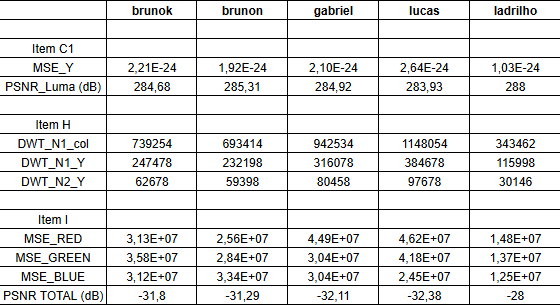 brunok brunon gabriel lucas ladrilho
Item C1
MSE_Y 2,21E-24 1,92E-24 2,10E-24 2,64E-24 1,03E-24
PSNR_Luma (dB) 284,68 285,31 284,92 283,93 288
Item H
DWT_N1_col 739254 693414 942534 1148054 343462
DWT_N1_Y 247478 232198 316078 384678 115998
DWT_N2_Y 62678 59398 80458 97678 30146
Item I
MSE_RED 3,13E+07 2,56E+07 4,49E+07 4,62E+07 1,48E+07
MSE_GREEN 3,58E+07 2,84E+07 3,04E+07 4,18E+07 1,37E+07
MSE_BLUE 3,12E+07 3,34E+07 3,04E+07 2,45E+07 1,25E+07
PSNR TOTAL (dB) -31,8 -31,29 -32,11 -32,38 -28